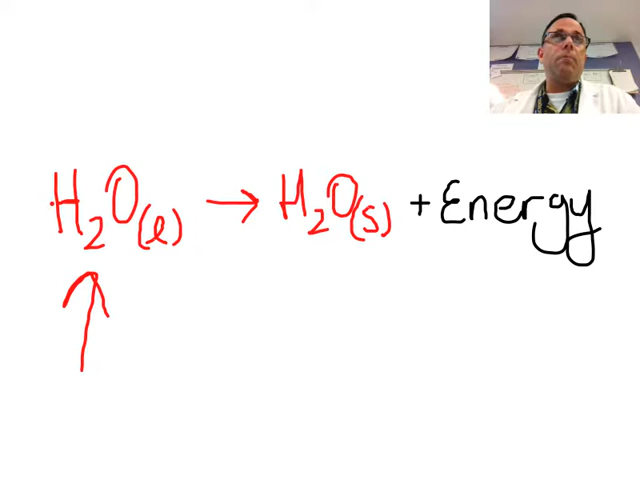 H₂O(l) → H₂O(s) + Energy